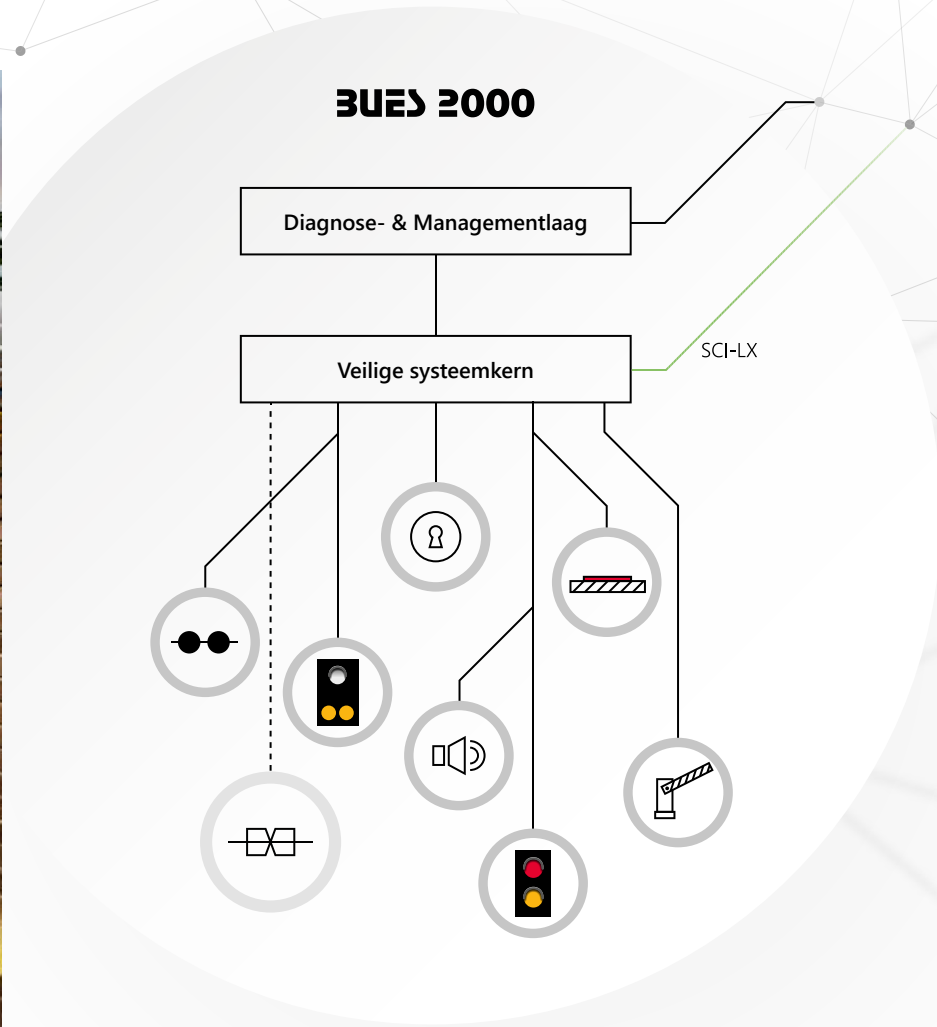 BUES 2000
Diagnose- & Managementlaag
SCI-LX
Veilige systeemkern